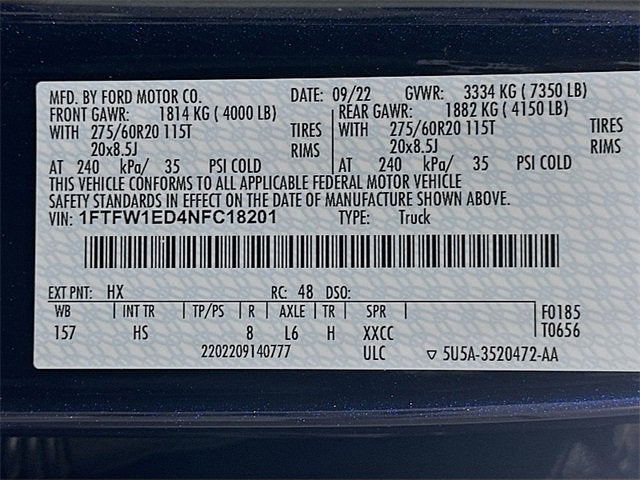 MFD. BY FORD MOTOR CO. DATE: 09/22 GVWR: 3334 KG ( 7350 LB)
FRONT GAWR: 1814 KG ( 4000 LB) REAR GAWR: 1882 KG ( 4150 LB)
WITH 275/60R20 115T TIRES WITH 275/60R20 115T TIRES
20x8.5J RIMS 20x8.5J RIMS
AT 240 kPa/ 35 PSI COLD AT 240 kPa/ 35 PSI COLD
THIS VEHICLE CONFORMS TO ALL APPLICABLE FEDERAL MOTOR VEHICLE
SAFETY STANDARDS IN EFFECT ON THE DATE OF MANUFACTURE SHOWN ABOVE.
VIN: 1FTFW1ED4NFC18201 TYPE: Truck
EXT PNT: HX RC: 48 DSO:
WB INT TR TP/PS R AXLE TR SPR F0185
157 HS 8 L6 H XXCC T0656
2202209140777 ULC ▽ 5U5A-3520472-AA